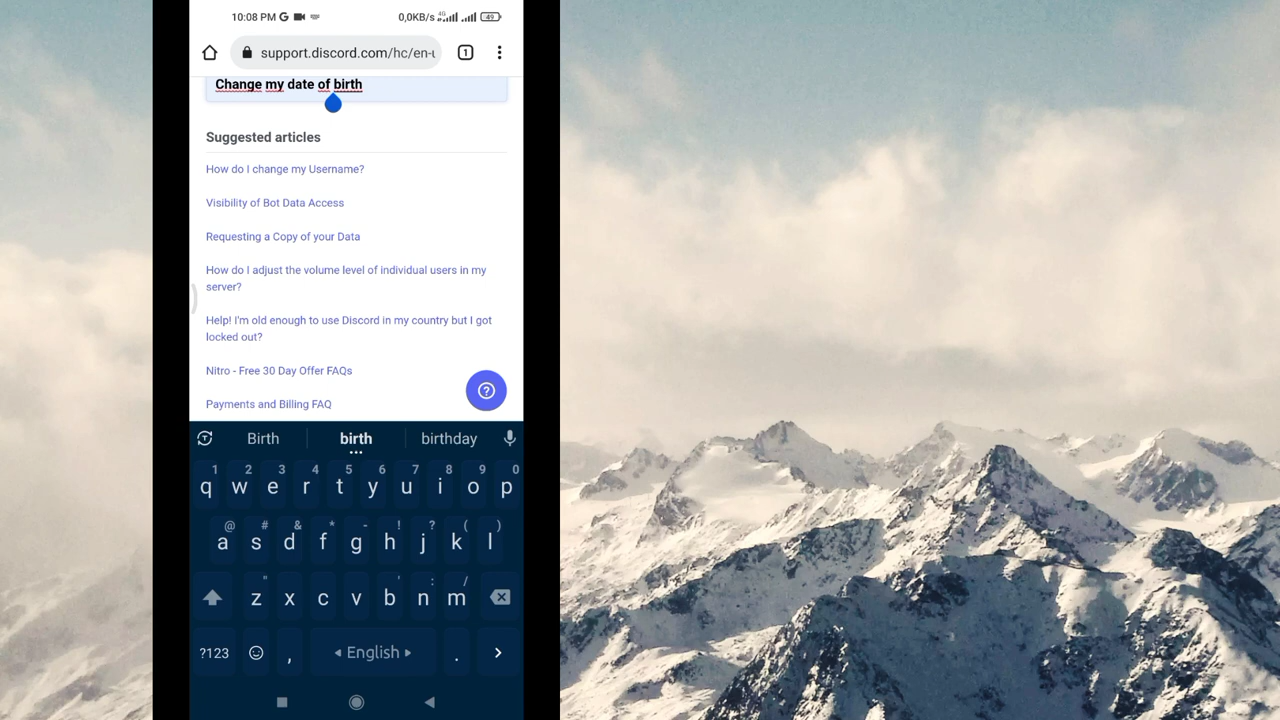 10:08 PM G 0,0KB/s 4G 49
support.discord.com/hc/en-u 1
Change my date of birth
Suggested articles
How do I change my Username?
Visibility of Bot Data Access
Requesting a Copy of your Data
How do I adjust the volume level of individual users in my
server?
Help! I'm old enough to use Discord in my country but I got
locked out?
Nitro - Free 30 Day Offer FAQs
?
Payments and Billing FAQ
T Birth birth birthday
1 2 3 4 5 6 7 8 9 0
q w e r t y u i o p
@ # & * - ! ? ( )
a s d f g h j k l
" ' : /
z x c v b n m
?123 , English .